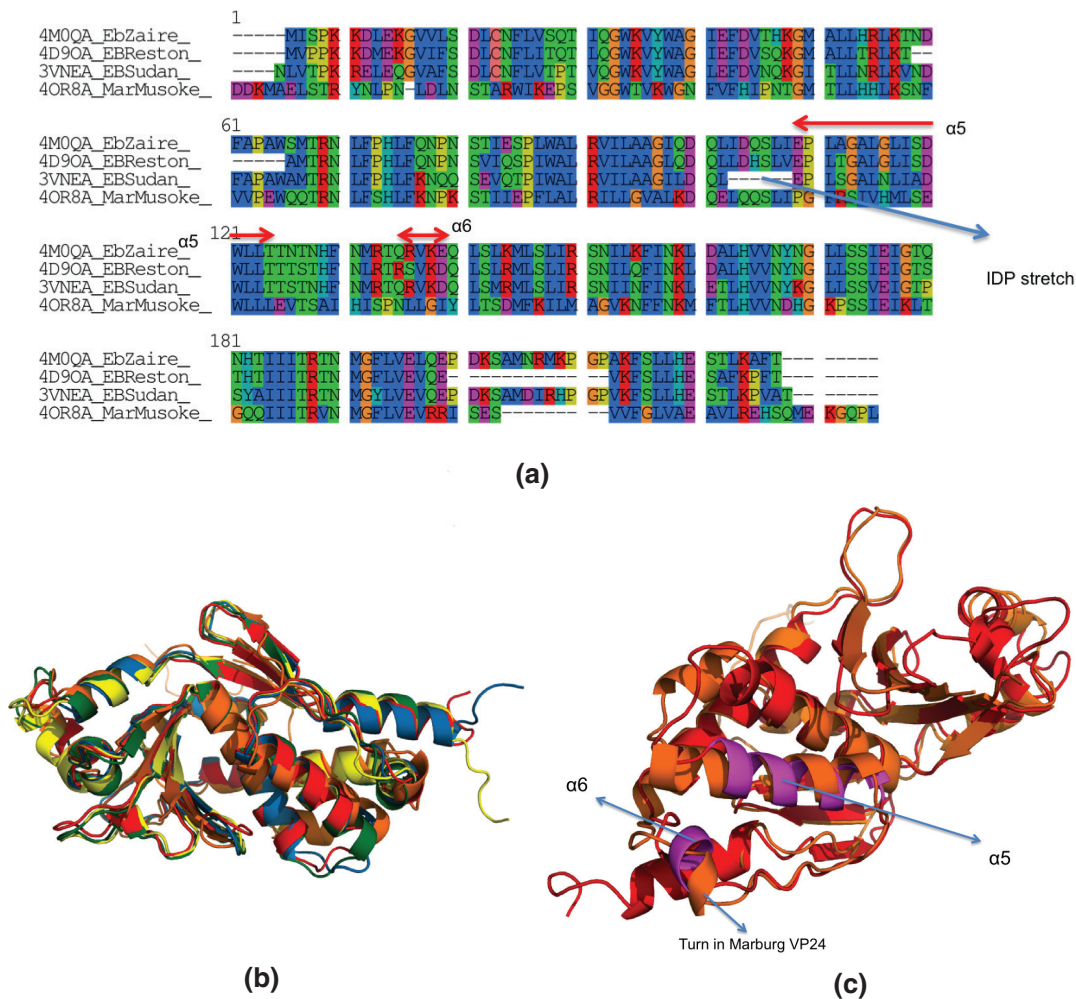 1
4M0QA_EbZaire_ -----MISPK KDLEKGVVLS DLCNFLVSQT IQGWKVYWAG IEFDVTHKGM ALLHRLKTND
4D9OA_EBReston_ -----MVPPK KDMEKGVIFS DLCNFLITQT LQGWKVYWAG IEFDVSQKGM ALLTRLKT--
3VNEA_EBSudan_ ----NLVTPK RELEQGVAFS DLCNFLVTPT VQGWKVYWAG LEFDVNQKGI TLLNRLKVND
4OR8A_MarMusoke_ DDKMAELSTR YNLPN-LDLN STARWIKEPS VGGWTVKWGN FVFHIPNTGM TLLHHLKSNF
61
4M0QA_EbZaire_ FAPAWSMTRN LFPHLFQNPN STIESPLWAL RVILAAGIQD QLIDQSLIEP LAGALGLISD
4D9OA_EBReston_ -----AMTRN LFPHLFQNPN SVIQSPIWAL RVILAAGLQD QLLDHSLVEP LTGALGLISD
3VNEA_EBSudan_ FAPAWAMTRN LFPHLFKNQQ SEVQTPIWAL RVILAAGILD QL------EP LSGALNLIAD
4OR8A_MarMusoke_ VVPEWQQTRN LFSHLFKNPK STIIEPFLAL RILLGVALKD QELQQSLIPG FRSIVHMLSE
α5
α5
121
α6
4M0QA_EbZaire_ WLLTTNTNHF NMRTQRVKEQ LSLKMLSLIR SNILKFINKL DALHVVNYNG LLSSIEIGTQ
4D9OA_EBReston_ WLLTTTSTHF NLRTRSVKDQ LSLRMLSLIR SNILQFINKL DALHVVNYNG LLSSIEIGTS
3VNEA_EBSudan_ WLLTTSTNHF NMRTQRVKDQ LSMRMLSLIR SNIINFINKL ETLHVVNYNG LLSSVEIGTP
4OR8A_MarMusoke_ WLLLEVTSAI HISPNLLGIY LTSDMFKILM AGVKNFFNKM FTLHVVNDHG KPSSIEIKLT
IDP stretch
181
4M0QA_EbZaire_ NHTIIITRTN MGFLVELQEP DKSAMNRMKP GPAKFSLLHE STLKAFT--- -----
4D9OA_EBReston_ THTIIITRTN MGFLVEVQE- ---------- ---VKFSLLHE SAFKPFT--- -----
3VNEA_EBSudan_ SYAIIITRTN MGYLVEVQEP DKSAMDIRHP GPVKFSLLHE STLKPVAT-- -----
4OR8A_MarMusoke_ GQQIIITRVN MGFLVEVRRI SES------- --VVFGLVAE AVLREHSQME KGQPL
(a)
α6
α5
Turn in Marburg VP24
(b)
(c)